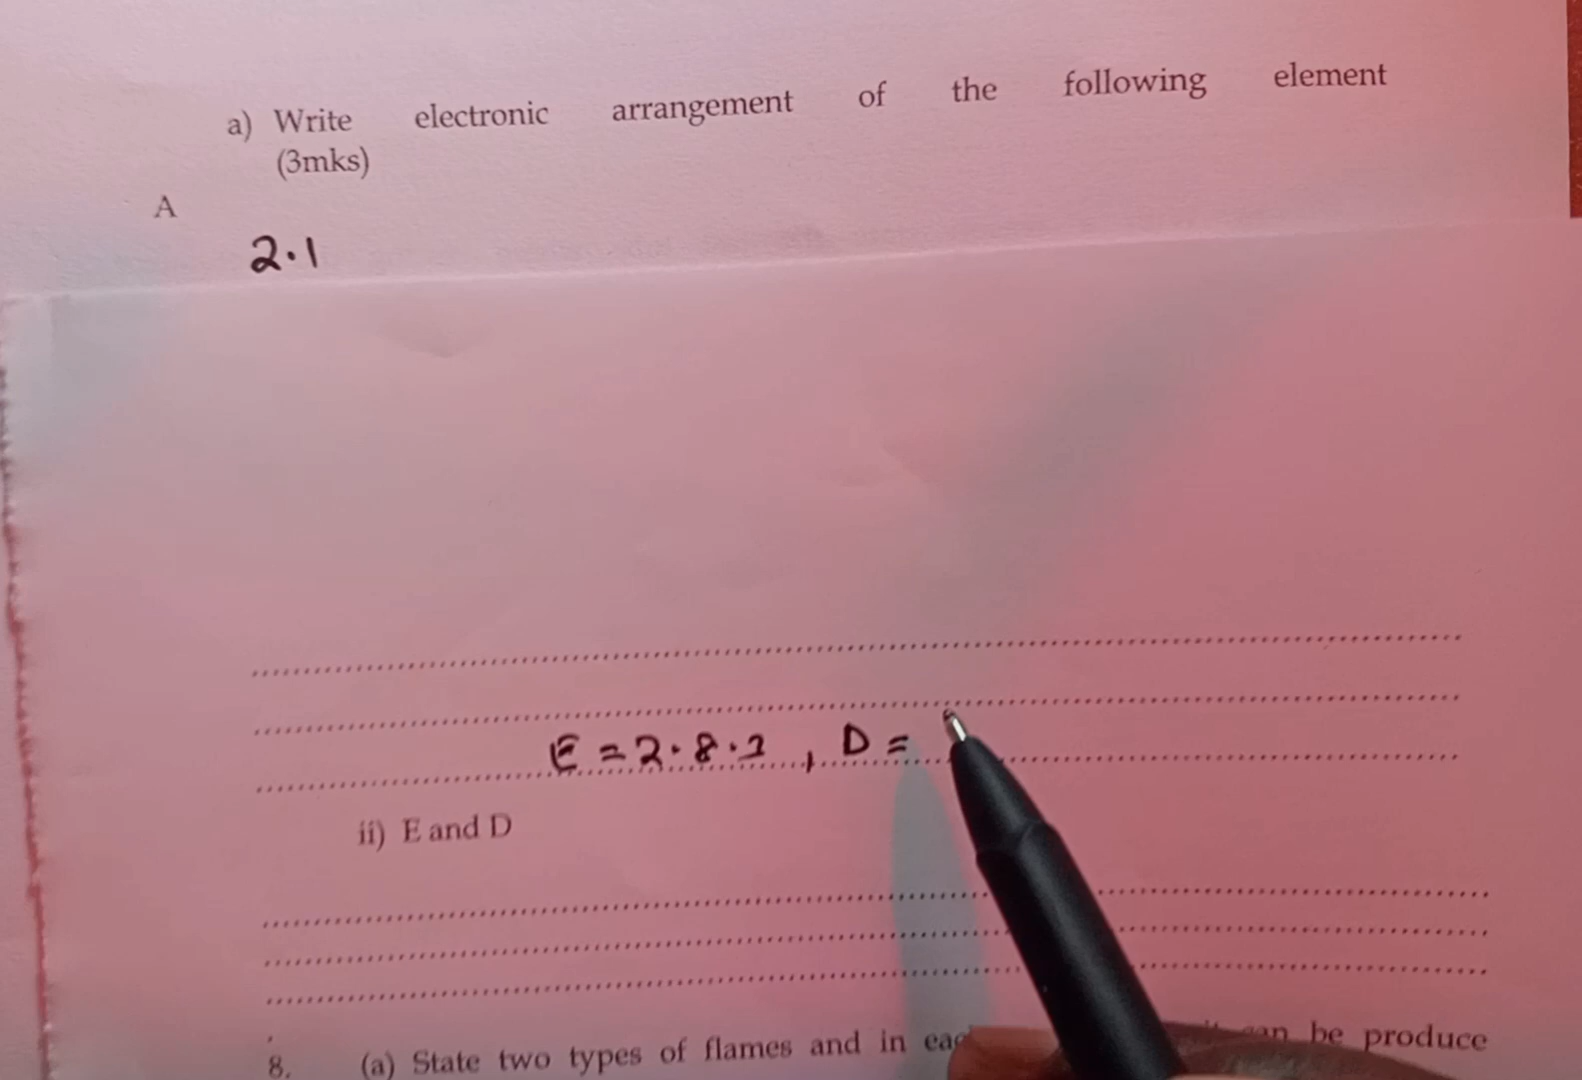 a) Write electronic arrangement of the following element
(3mks)
A
2.1
E = 2.8.2 , D =
ii) E and D
8. (a) State two types of flames and in can be produce